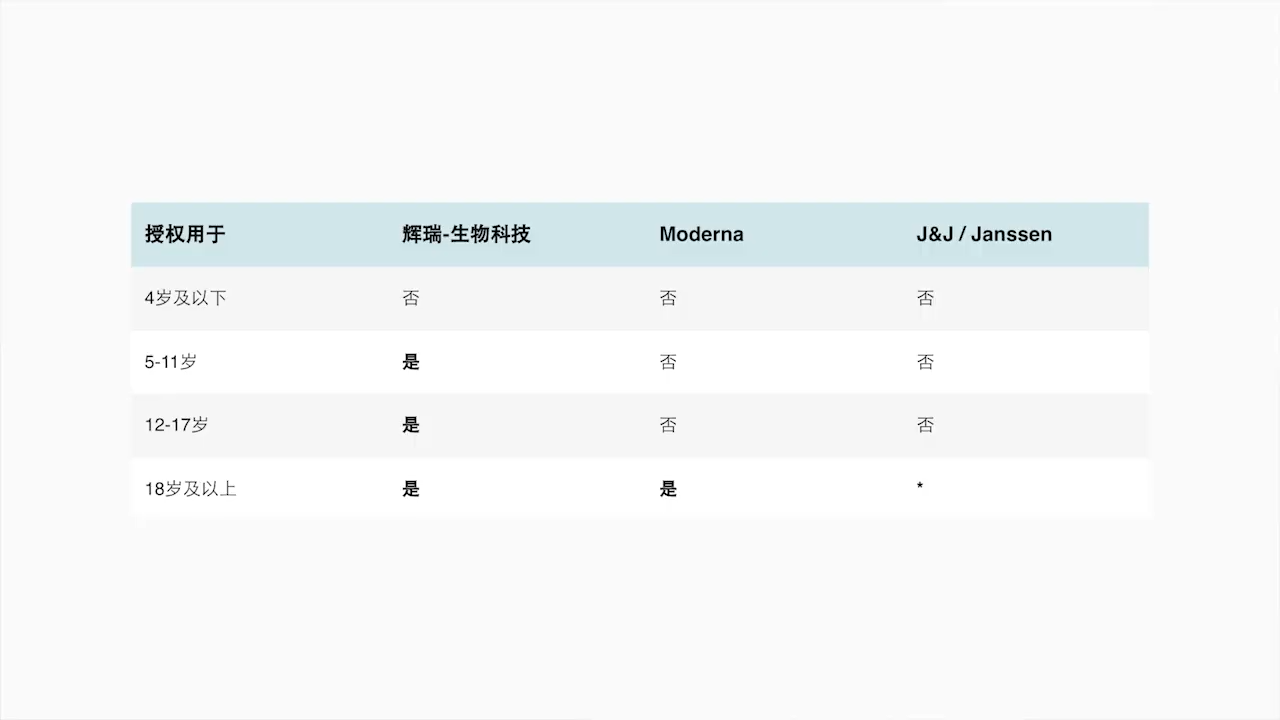 授权用于 辉瑞-生物科技 Moderna J&J / Janssen
4岁及以下 否 否 否
5-11岁 是 否 否
12-17岁 是 否 否
18岁及以上 是 是 *